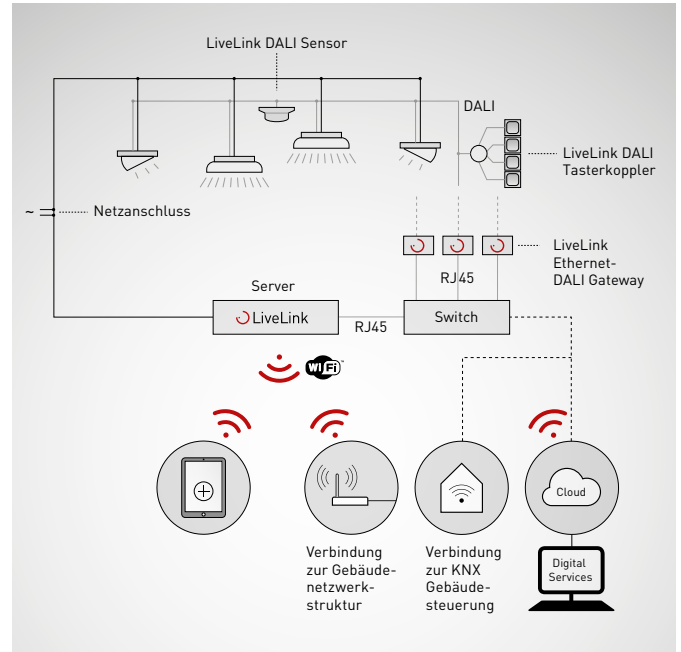 LiveLink DALI Sensor
DALI
LiveLink DALI
Tasterkoppler
~
Netzanschluss
LiveLink
Ethernet-
DALI Gateway
RJ45
Server
LiveLink
RJ45
Switch
WiFi
Cloud
Verbindung
zur Gebäude-
netzwerk-
struktur
Verbindung
zur KNX
Gebäude-
steuerung
Digital
Services